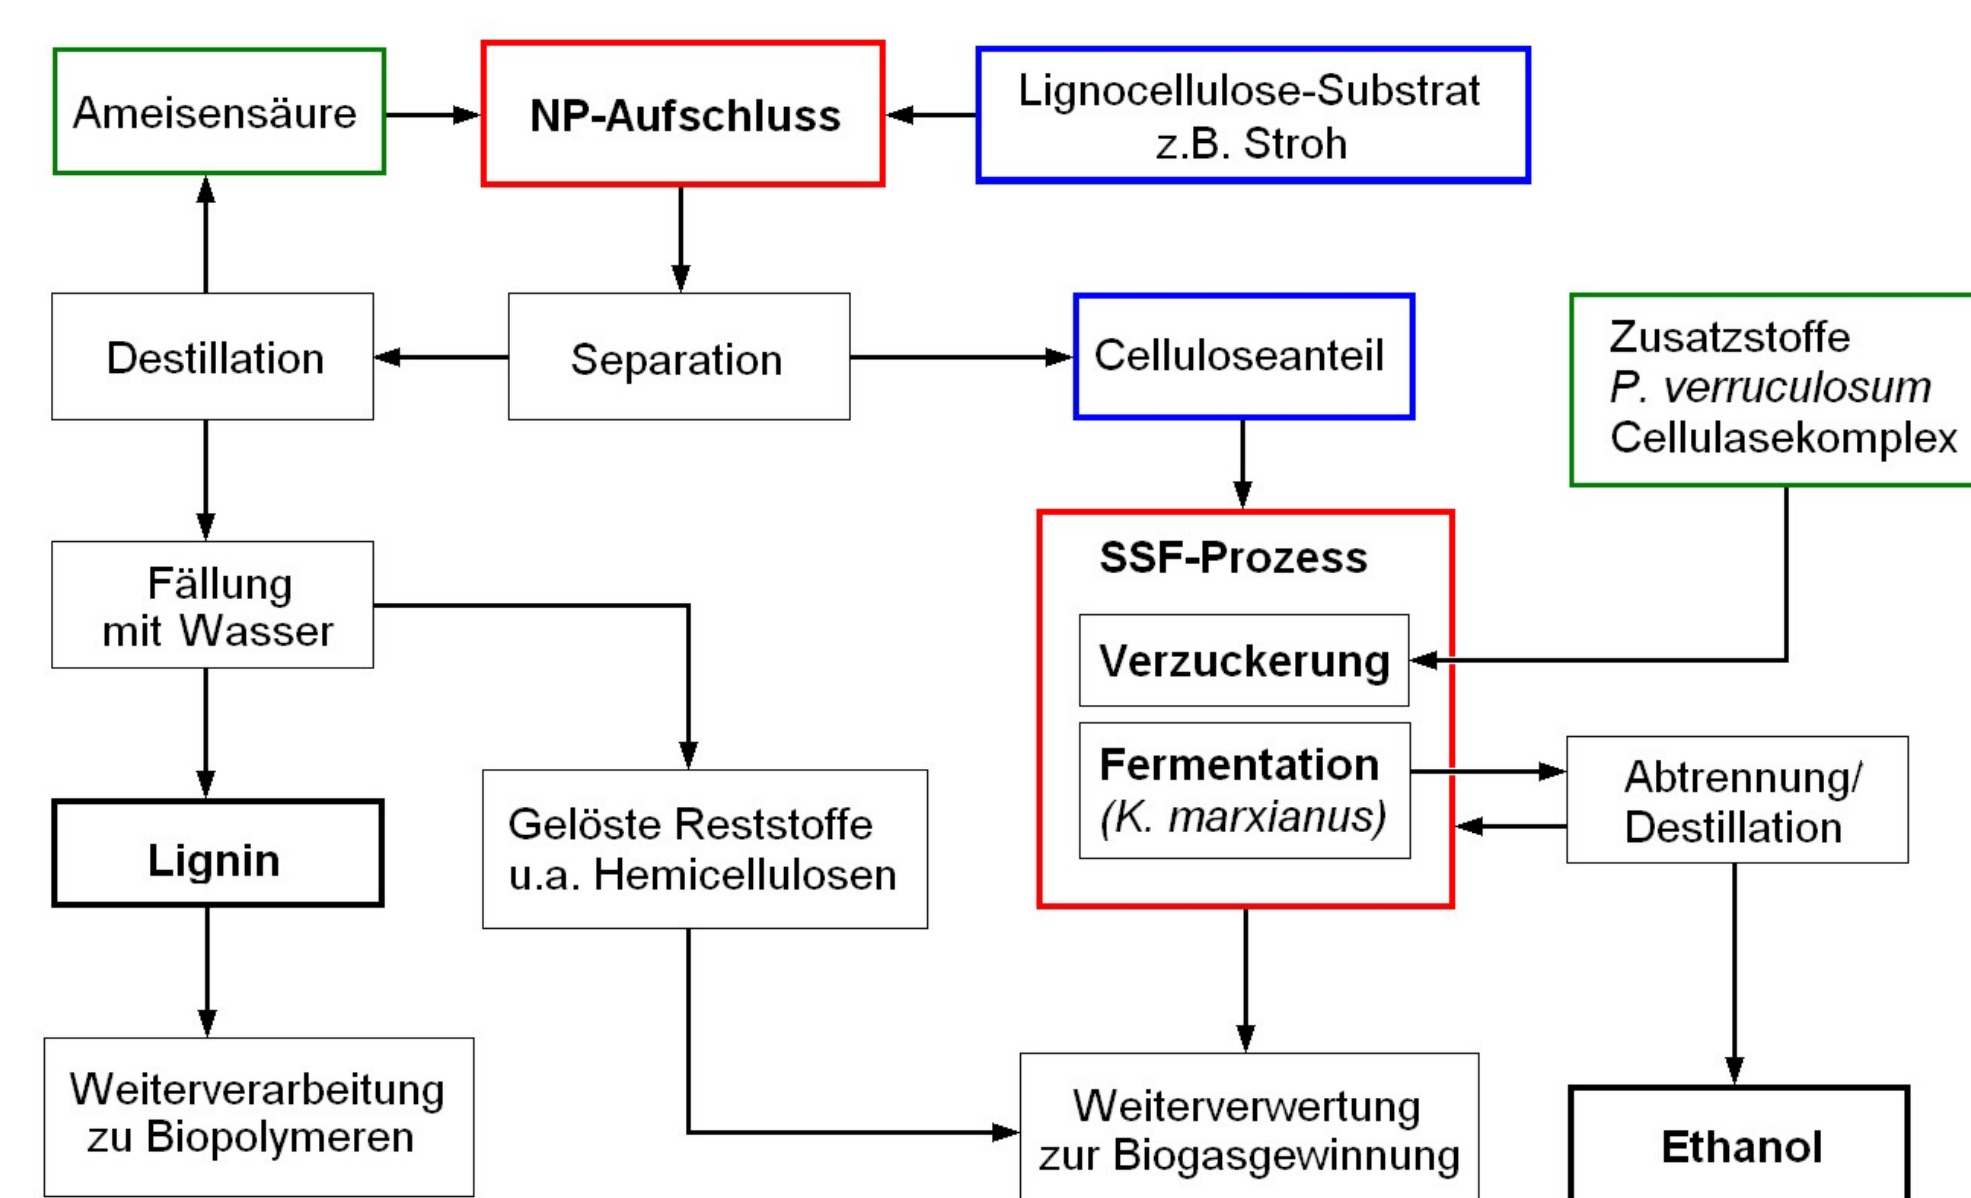 Ameisensäure
NP-Aufschluss
Lignocellulose-Substrat
z.B. Stroh
Destillation
Separation
Celluloseanteil
Zusatzstoffe
P. verruculosum
Cellulasekomplex
Fällung
mit Wasser
SSF-Prozess
Verzuckerung
Fermentation
(K. marxianus)
Abtrennung/
Destillation
Lignin
Gelöste Reststoffe
u.a. Hemicellulosen
Weiterverarbeitung
zu Biopolymeren
Weiterverwertung
zur Biogasgewinnung
Ethanol